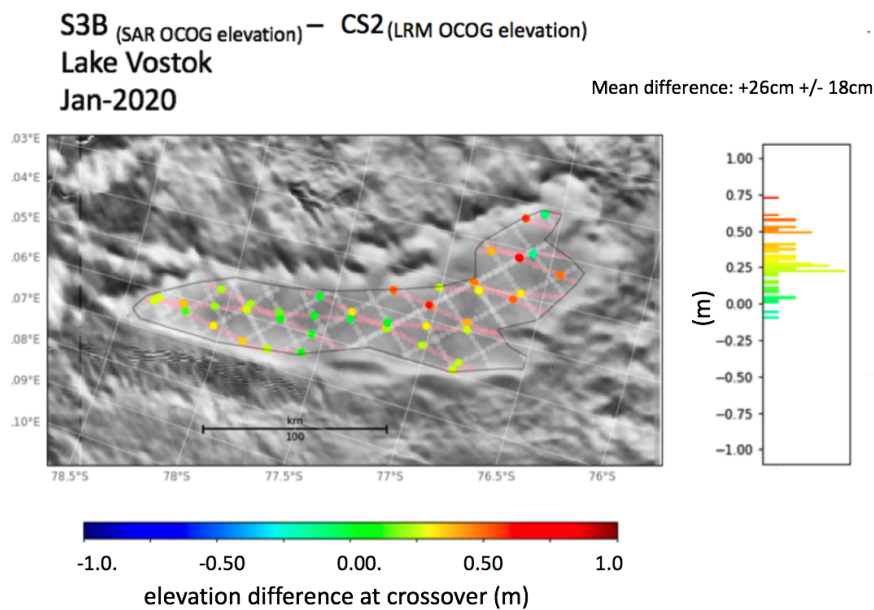 S3B (SAR OCOG elevation) – CS2 (LRM OCOG elevation)
Lake Vostok
Jan-2020
Mean difference: +26cm +/- 18cm
.03°E
.04°E
.05°E
.06°E
.07°E
.08°E
.09°E
.10°E
78.5°S
78°S
77.5°S
77°S
76.5°S
76°S
km
100
1.00
0.75
0.50
0.25
0.00
−0.25
−0.50
−0.75
−1.00
(m)
-1.0. -0.50 0.00. 0.50 1.0
elevation difference at crossover (m)